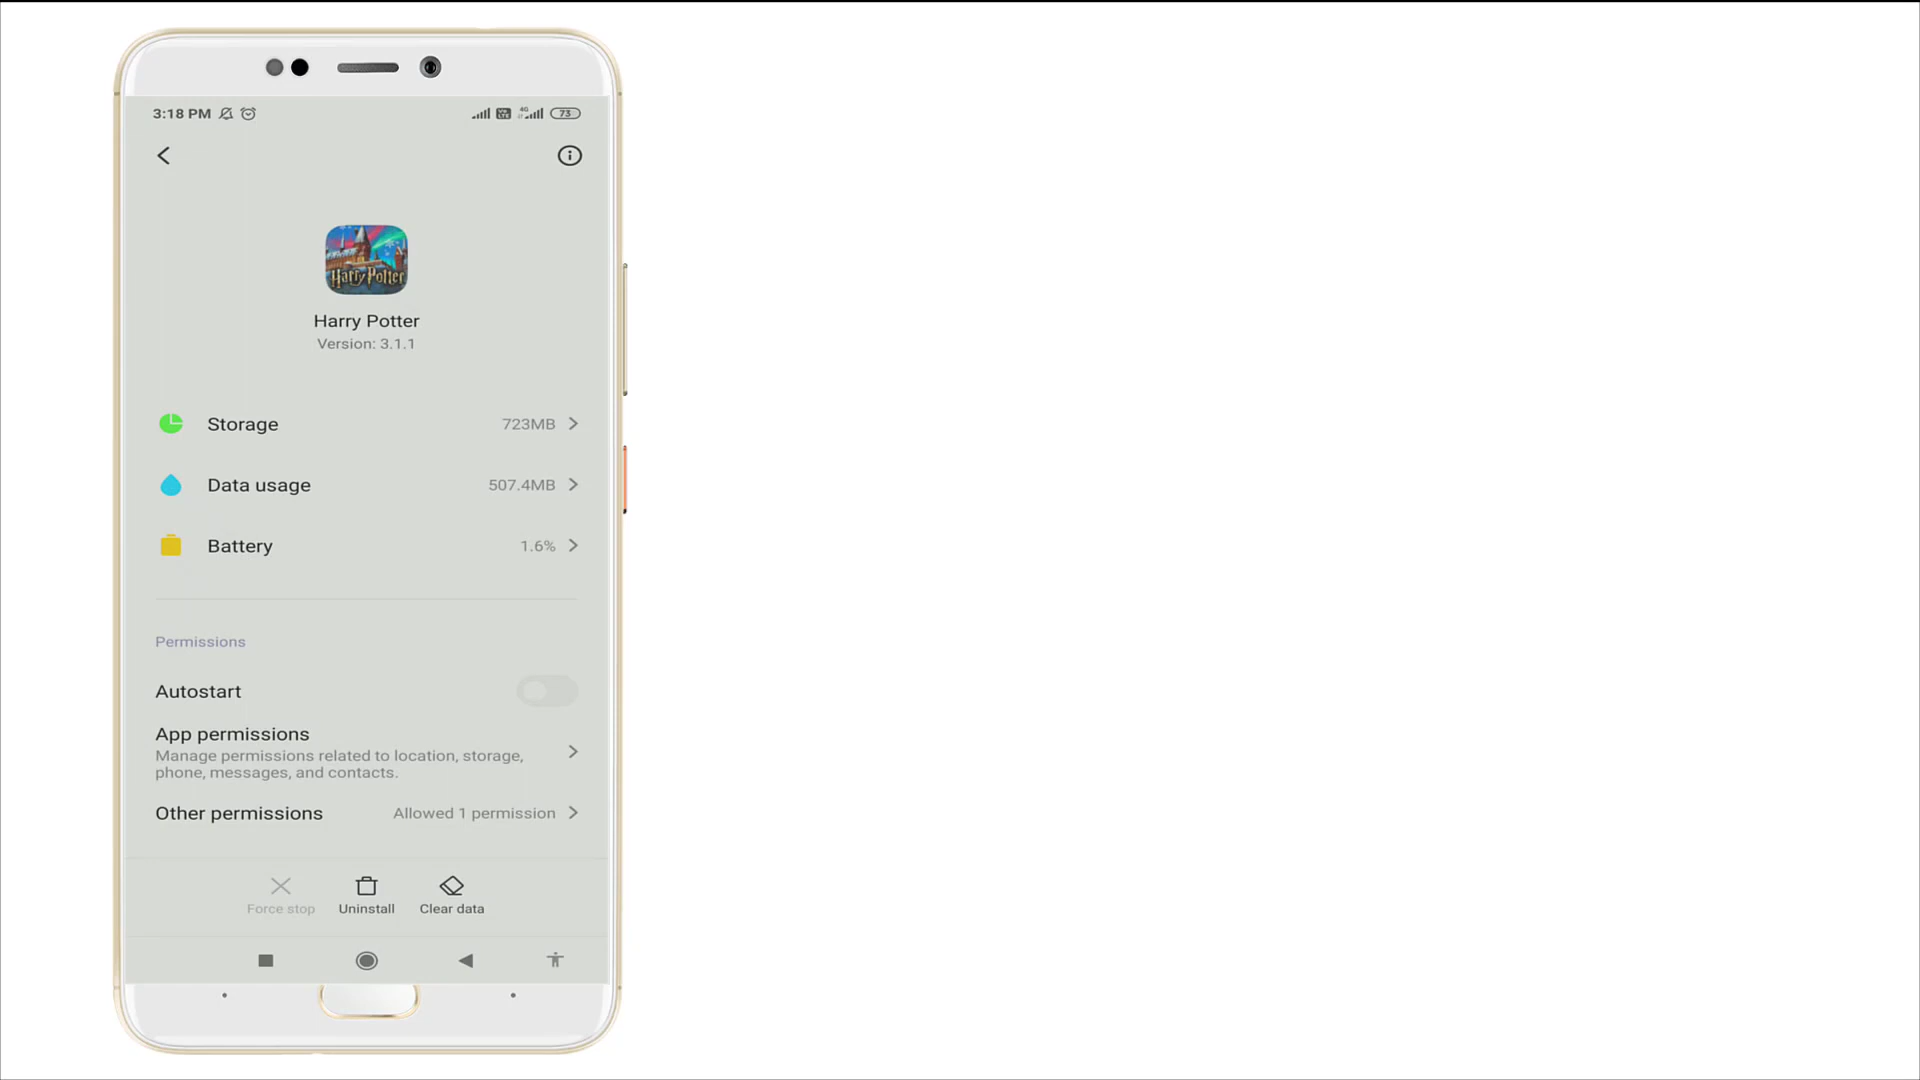 3:18 PM 4G 73
Harry Potter
Harry Potter
Version: 3.1.1
Storage 723MB
Data usage 507.4MB
Battery 1.6%
Permissions
Autostart
App permissions
Manage permissions related to location, storage,
phone, messages, and contacts.
Other permissions Allowed 1 permission
Force stop Uninstall Clear data